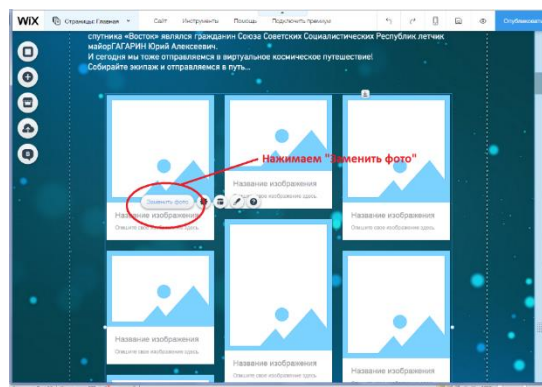 WiX Страницы: Главная Сайт Инструменты Помощь Подключить премиум Опубликовать
спутника «Восток» являлся гражданин Союза Советских Социалистических Республик летчик
майорГАГАРИН Юрий Алексеевич.
И сегодня мы тоже отправляемся в виртуальное космическое путешествие!
Собирайте экипаж и отправляемся в путь...
Нажимаем "Заменить фото"
Заменить фото
Название изображения
Опишите свое изображение здесь.
Название изображения
Опишите свое изображение здесь.
Название изображения
Опишите свое изображение здесь.
Название изображения
Опишите свое изображение здесь.
Название изображения
Опишите свое изображение здесь.
Название изображения
Опишите свое изображение здесь.